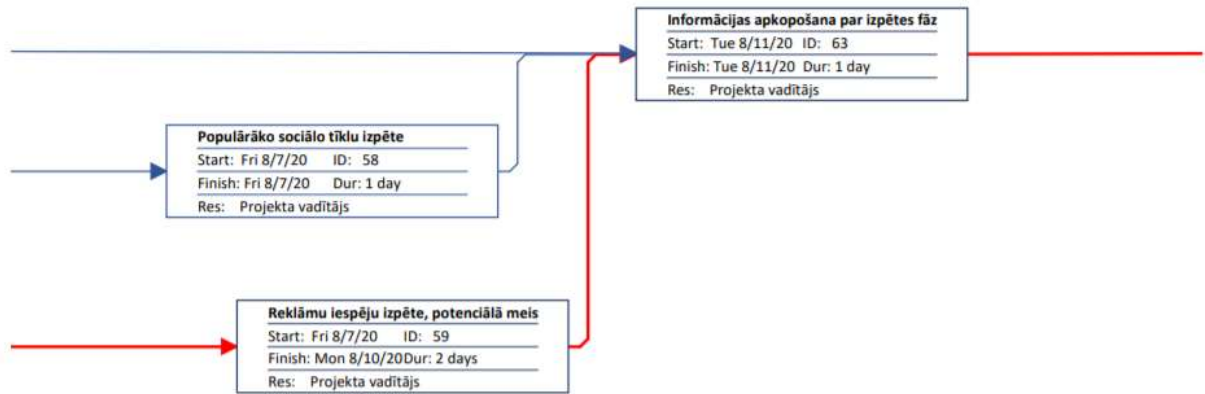 Informācijas apkopošana par izpētes fāz
Start: Tue 8/11/20 ID: 63
Finish: Tue 8/11/20 Dur: 1 day
Res: Projekta vadītājs
Populārāko sociālo tīklu izpēte
Start: Fri 8/7/20 ID: 58
Finish: Fri 8/7/20 Dur: 1 day
Res: Projekta vadītājs
Reklāmu iespēju izpēte, potenciālā meis
Start: Fri 8/7/20 ID: 59
Finish: Mon 8/10/20 Dur: 2 days
Res: Projekta vadītājs